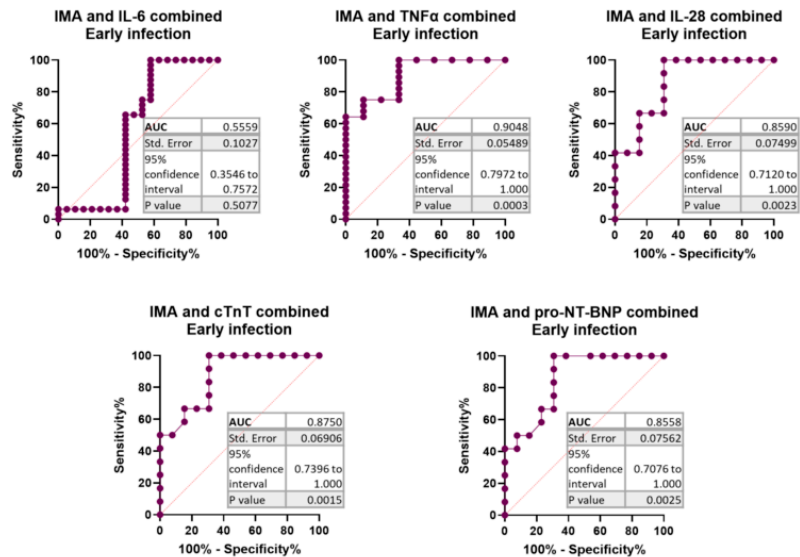 IMA and IL-6 combined
Early infection
100
80
60
40
20
0
Sensitivity%
0 20 40 60 80 100
100% - Specificity%
AUC 0.5559
Std. Error 0.1027
95%
confidence 0.3546 to
interval 0.7572
P value 0.5077
IMA and TNFα combined
Early infection
100
80
60
40
20
0
Sensitivity%
0 20 40 60 80 100
100% - Specificity%
AUC 0.9048
Std. Error 0.05489
95%
confidence 0.7972 to
interval 1.000
P value 0.0003
IMA and IL-28 combined
Early infection
100
80
60
40
20
0
Sensitivity%
0 20 40 60 80 100
100% - Specificity%
AUC 0.8590
Std. Error 0.07499
95%
confidence 0.7120 to
interval 1.000
P value 0.0023
IMA and cTnT combined
Early infection
100
80
60
40
20
0
Sensitivity%
0 20 40 60 80 100
100% - Specificity%
AUC 0.8750
Std. Error 0.06906
95%
confidence 0.7396 to
interval 1.000
P value 0.0015
IMA and pro-NT-BNP combined
Early infection
100
80
60
40
20
0
Sensitivity%
0 20 40 60 80 100
100% - Specificity%
AUC 0.8558
Std. Error 0.07562
95%
confidence 0.7076 to
interval 1.000
P value 0.0025